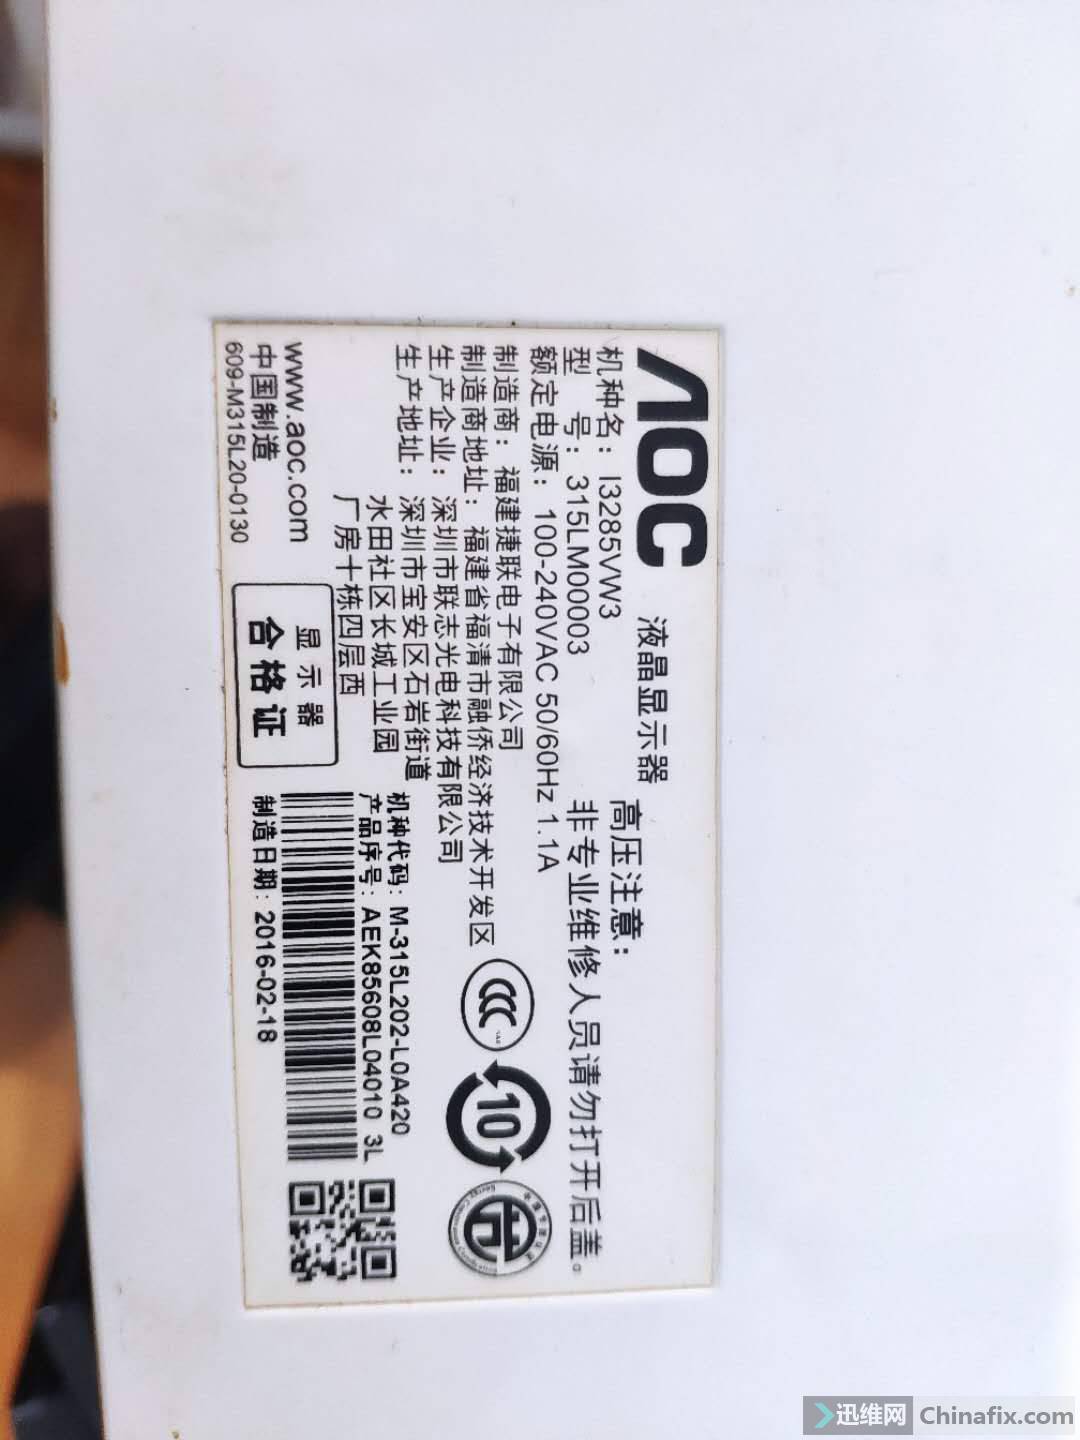 AOC 液晶显示器
机种名：I3285VW3
型 号：315LM00003
额定电源：100-240VAC 50/60Hz 1.1A
高压注意：
非专业维修人员请勿打开后盖。
制造商：福建捷联电子有限公司
制造商地址：福建省福清市融侨经济技术开发区
生产企业：深圳市联志光电科技有限公司
生产地址：深圳市宝安区石岩街道
水田社区长城工业园
厂房十栋四层西
www.aoc.com
中国制造
609-M315L20-0130
显示器
合格证
机种代码：M-315L202-L0A420
产品序号：AEK85608L04010 3L
制造日期：2016-02-18
10
迅维网 Chinafix.com